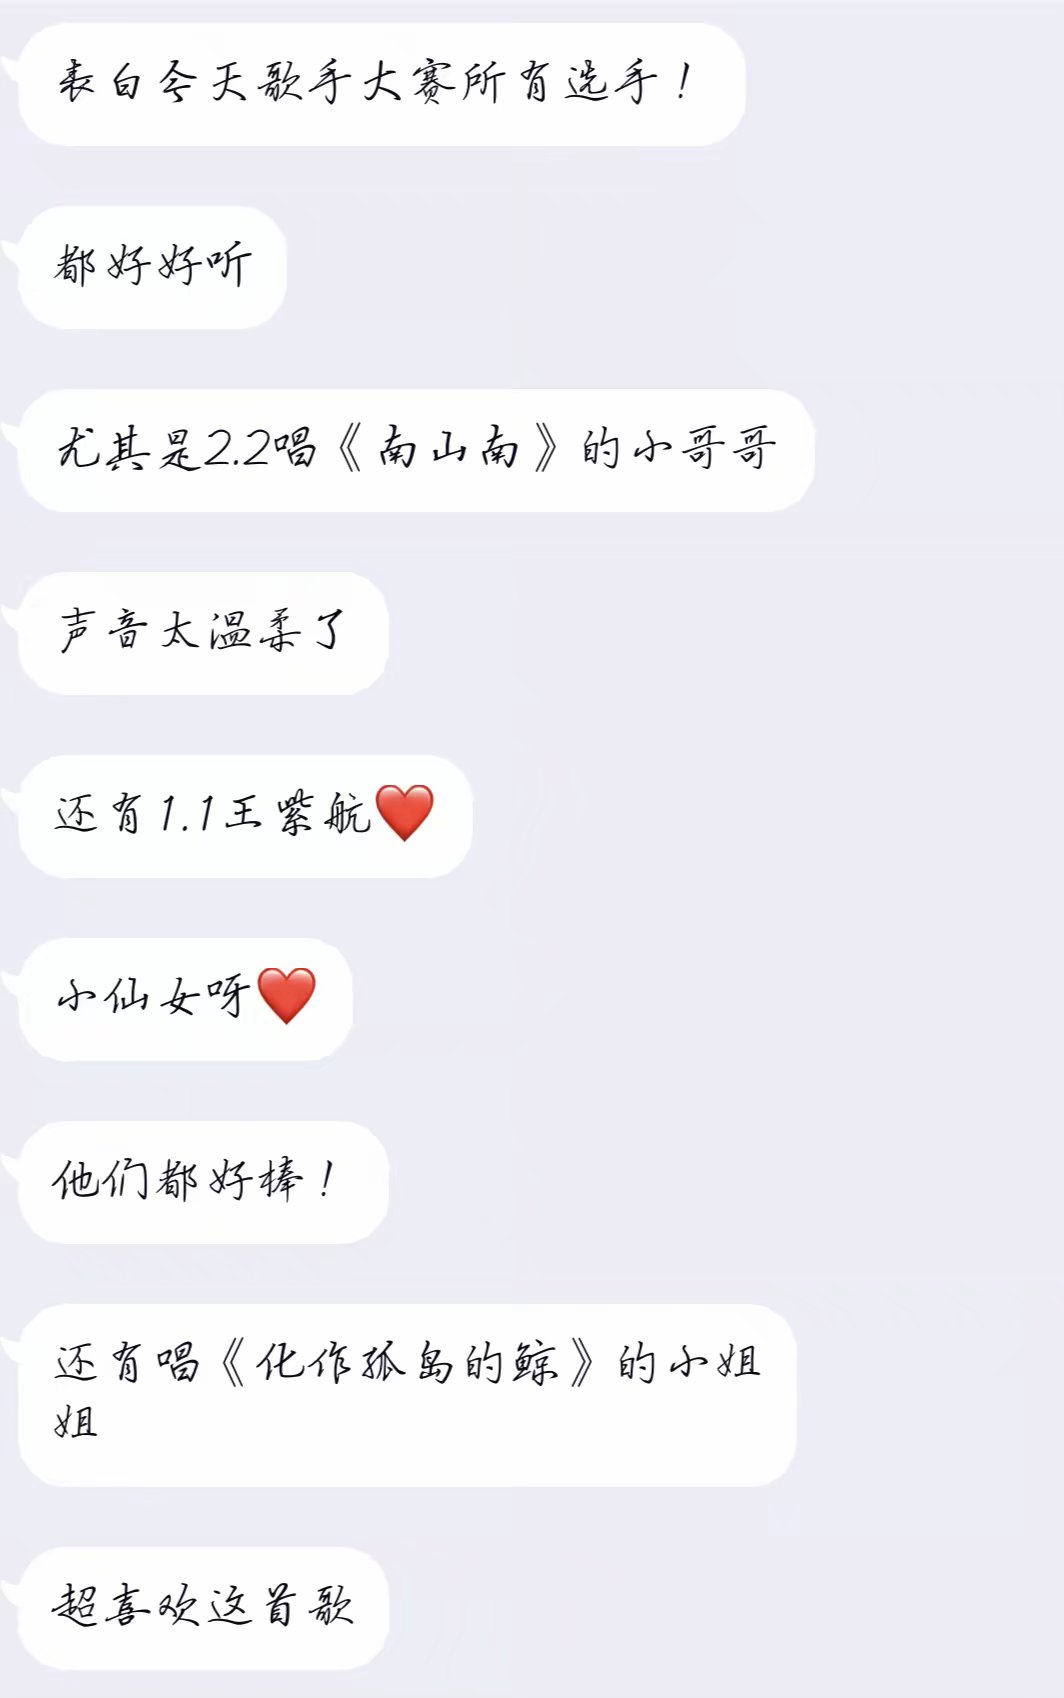 表白今天歌手大赛所有选手！
都好好听
尤其是2.2唱《南山南》的小哥哥
声音太温柔了
还有1.1王紫航❤️
小仙女呀❤️
他们都好棒！
还有唱《化作孤岛的鲸》的小姐
姐
超喜欢这首歌